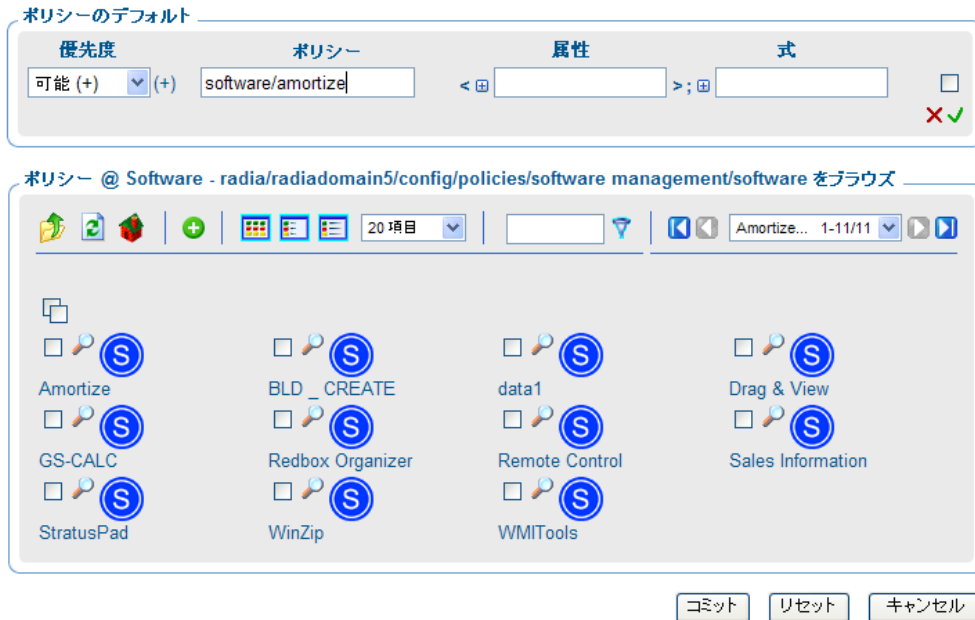 ポリシーのデフォルト
優先度 ポリシー 属性 式
可能 (+) (+) software/amortize < > ;
ポリシー @ Software - radia/radiadomain5/config/policies/software management/software をブラウズ
20 項目 Amortize... 1-11/11
S S S S
Amortize BLD _ CREATE data1 Drag & View
S S S S
GS-CALC Redbox Organizer Remote Control Sales Information
S S S
StratusPad WinZip WMITools
コミット リセット キャンセル